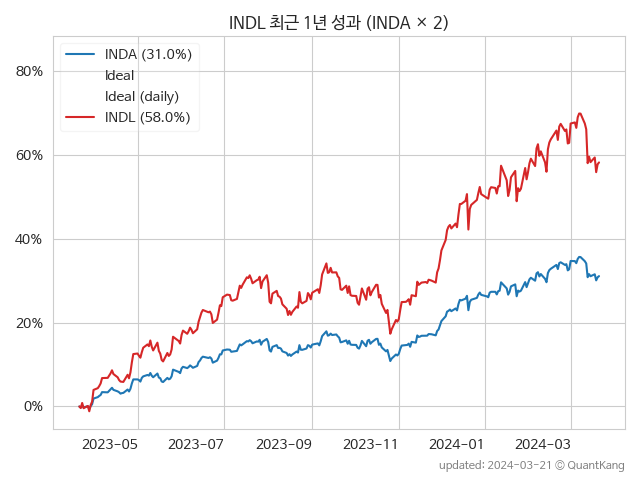 INDL 최근 1년 성과 (INDA × 2)
INDA (31.0%)
Ideal
Ideal (daily)
INDL (58.0%)
80%
60%
40%
20%
0%
2023-05 2023-07 2023-09 2023-11 2024-01 2024-03
updated: 2024-03-21 © QuantKang